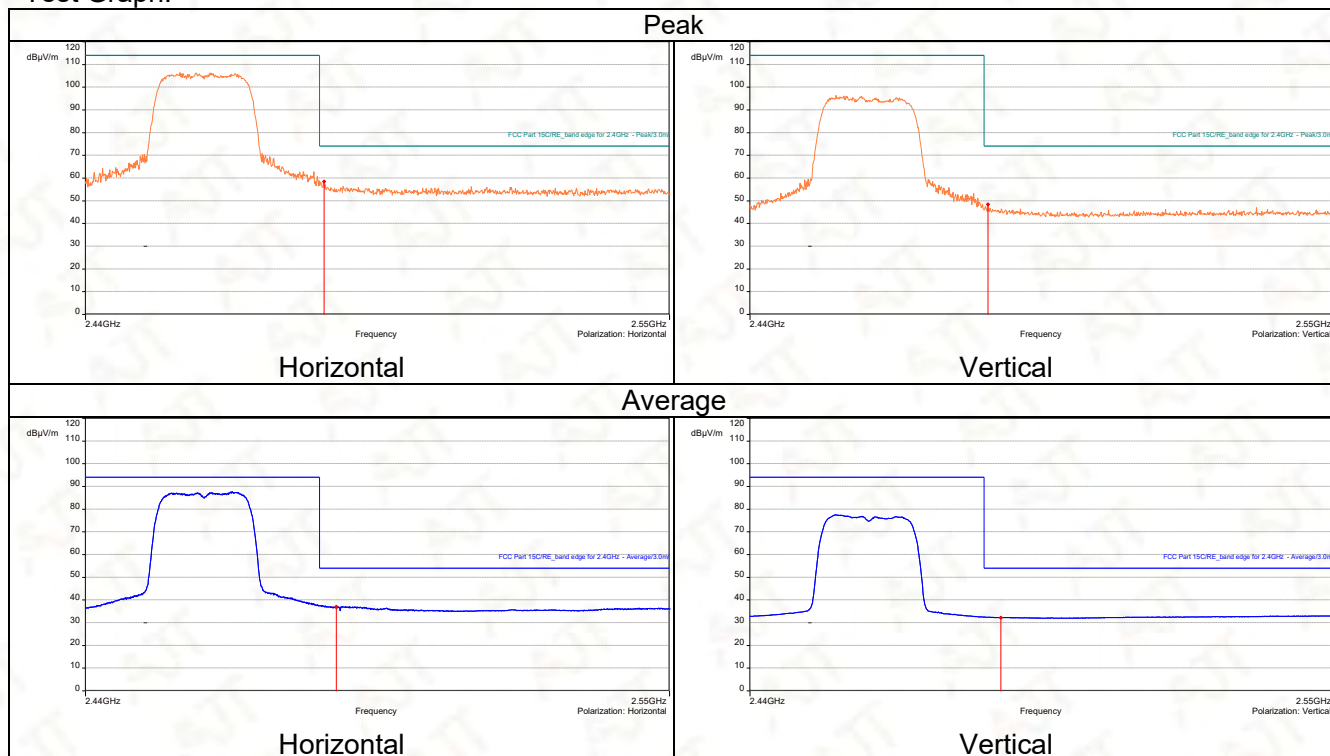 Test Graph:
Peak
dBμV/m
120
110
100
90
80
70
60
50
40
30
20
10
0
FCC Part 15C/RE_band edge for 2.4GHz - Peak/3.0m
2.44GHz
2.55GHz
Frequency
Polarization: Horizontal
Horizontal
dBμV/m
120
110
100
90
80
70
60
50
40
30
20
10
0
FCC Part 15C/RE_band edge for 2.4GHz - Peak/3.0m
2.44GHz
2.55GHz
Frequency
Polarization: Vertical
Vertical
Average
dBμV/m
120
110
100
90
80
70
60
50
40
30
20
10
0
FCC Part 15C/RE_band edge for 2.4GHz - Average/3.0m
2.44GHz
2.55GHz
Frequency
Polarization: Horizontal
Horizontal
dBμV/m
120
110
100
90
80
70
60
50
40
30
20
10
0
FCC Part 15C/RE_band edge for 2.4GHz - Average/3.0m
2.44GHz
2.55GHz
Frequency
Polarization: Vertical
Vertical